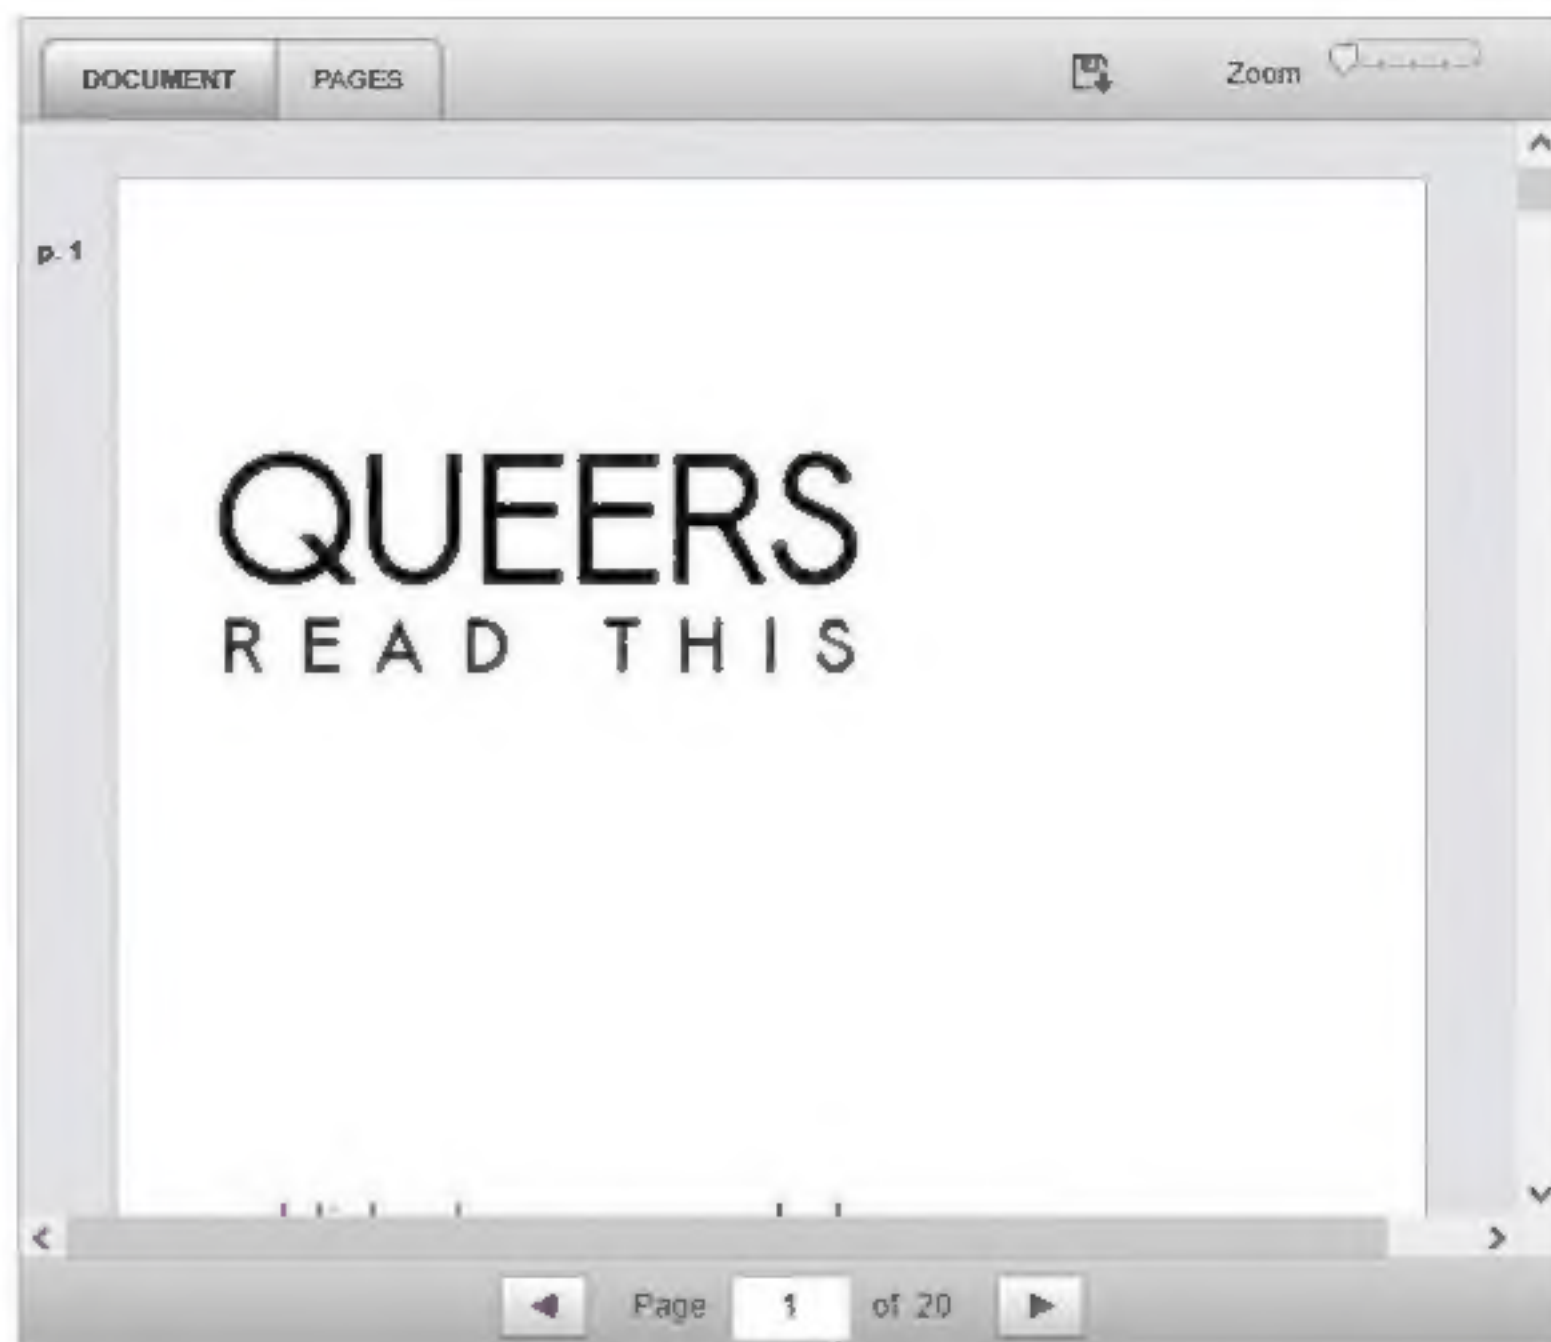 DOCUMENT PAGES Zoom
p. 1
QUEERS
READ THIS
Page 1 of 20